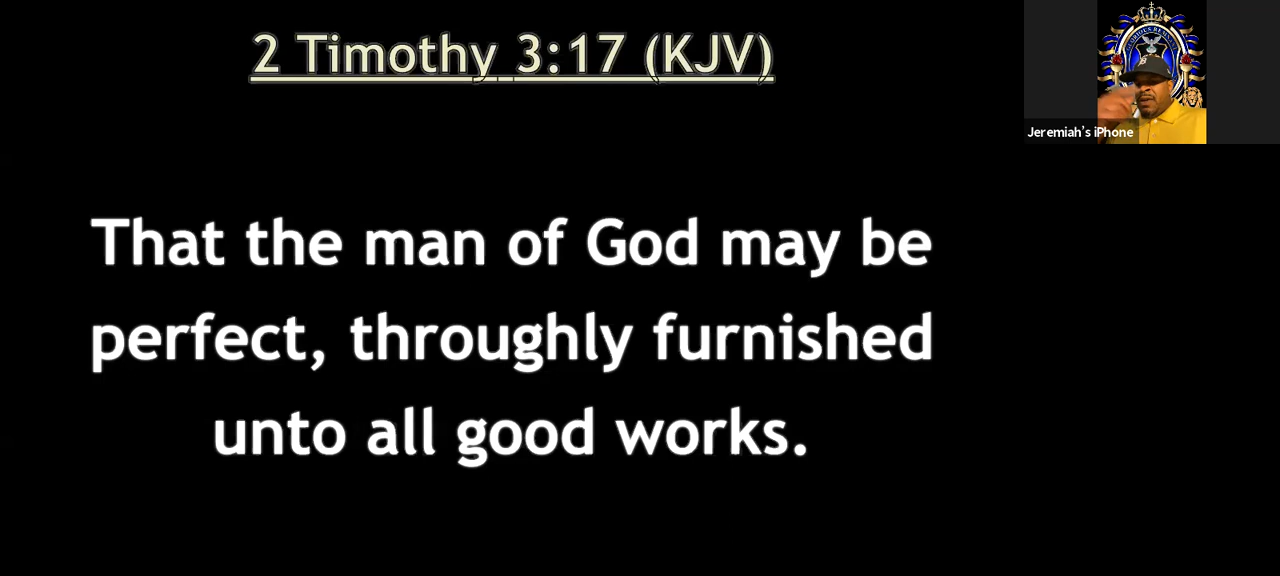 2 Timothy 3:17 (KJV)
That the man of God may be
perfect, throughly furnished
unto all good works.
Jeremiah's iPhone